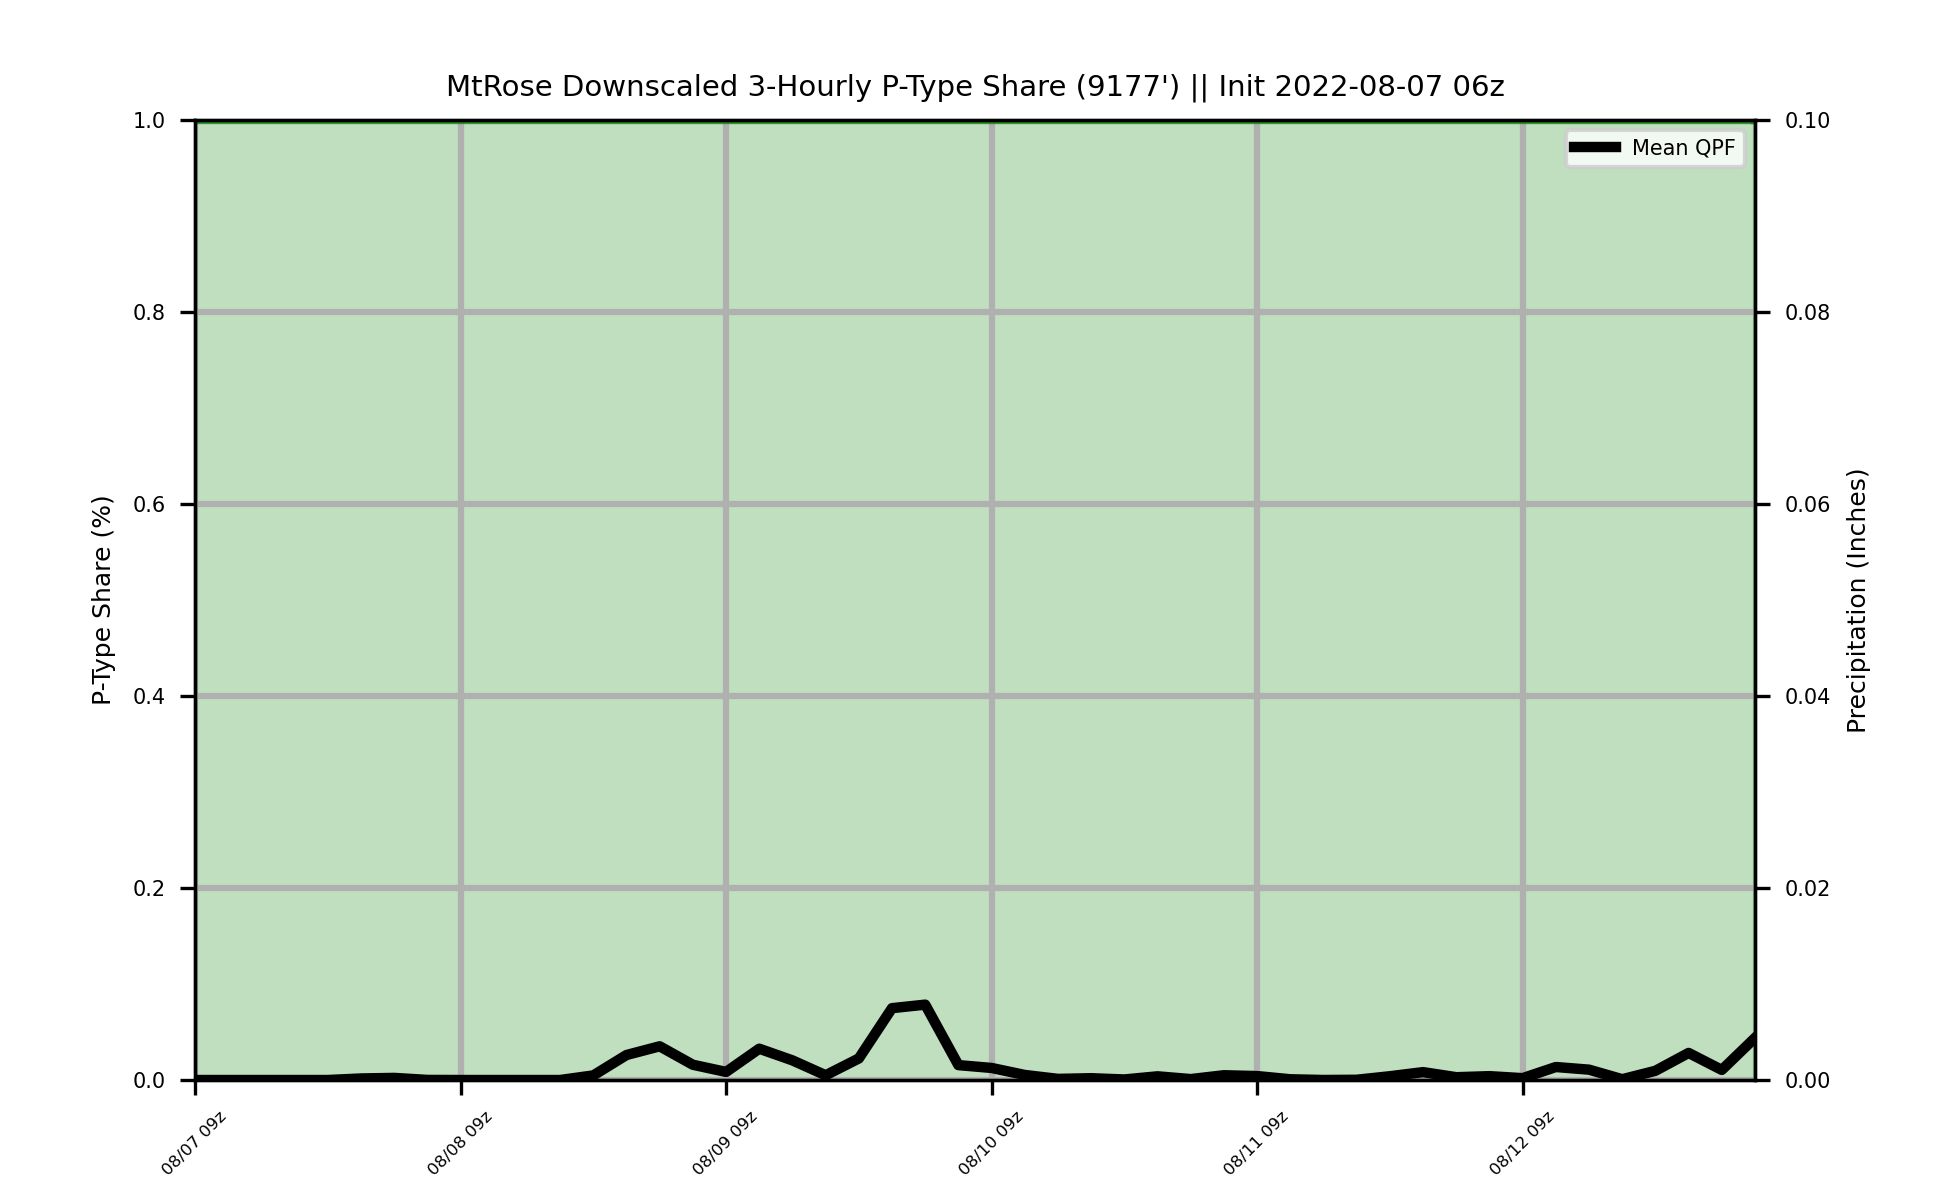 MtRose Downscaled 3-Hourly P-Type Share (9177') || Init 2022-08-07 06z
Mean QPF
P-Type Share (%)
1.0
0.8
0.6
0.4
0.2
0.0
0.10
0.08
0.06
0.04
0.02
0.00
Precipitation (Inches)
08/07 09z
08/08 09z
08/09 09z
08/10 09z
08/11 09z
08/12 09z